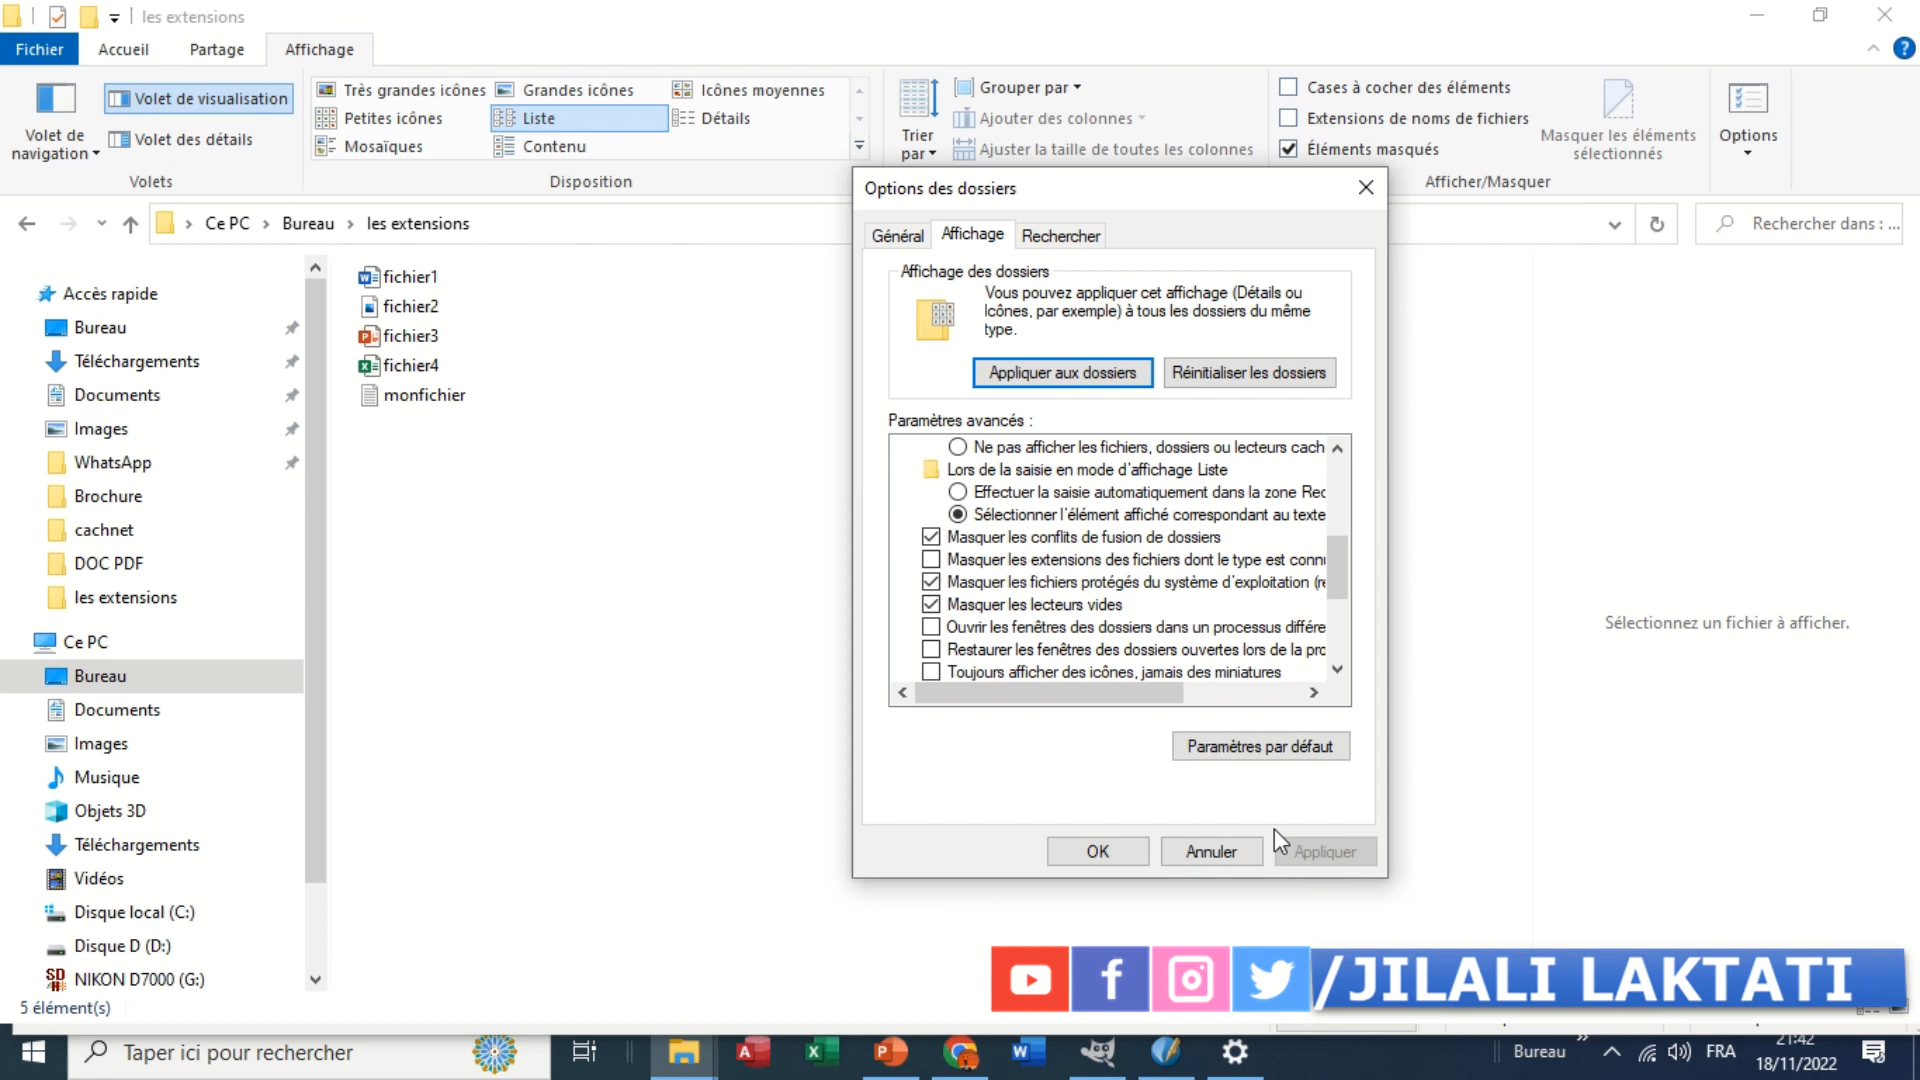 les extensions
Fichier Accueil Partage Affichage
Volet de navigation
Volet de visualisation
Volet des détails
Volets
Très grandes icônes Grandes icônes Icônes moyennes
Petites icônes Liste Détails
Mosaïques Contenu
Disposition
Trier par
Grouper par
Ajouter des colonnes
Ajuster la taille de toutes les colonnes
Cases à cocher des éléments
Extensions de noms de fichiers
Éléments masqués
Masquer les éléments sélectionnés
Afficher/Masquer
Options
Ce PC > Bureau > les extensions
Rechercher dans : ...
Accès rapide
Bureau
Téléchargements
Documents
Images
WhatsApp
Brochure
cachnet
DOC PDF
les extensions
Ce PC
Bureau
Documents
Images
Musique
Objets 3D
Téléchargements
Vidéos
Disque local (C:)
Disque D (D:)
NIKON D7000 (G:)
5 élément(s)
fichier1
fichier2
fichier3
fichier4
monfichier
Options des dossiers
Général Affichage Rechercher
Affichage des dossiers
Vous pouvez appliquer cet affichage (Détails ou
Icônes, par exemple) à tous les dossiers du même
type.
Appliquer aux dossiers Réinitialiser les dossiers
Paramètres avancés :
Ne pas afficher les fichiers, dossiers ou lecteurs cach
Lors de la saisie en mode d'affichage Liste
Effectuer la saisie automatiquement dans la zone Rec
Sélectionner l'élément affiché correspondant au texte
Masquer les conflits de fusion de dossiers
Masquer les extensions des fichiers dont le type est conn
Masquer les fichiers protégés du système d'exploitation (re
Masquer les lecteurs vides
Ouvrir les fenêtres des dossiers dans un processus différe
Restaurer les fenêtres des dossiers ouvertes lors de la pro
Toujours afficher des icônes, jamais des miniatures
Paramètres par défaut
OK Annuler Appliquer
Sélectionnez un fichier à afficher.
/JILALI LAKTATI
Taper ici pour rechercher
Bureau
FRA
21:42
18/11/2022